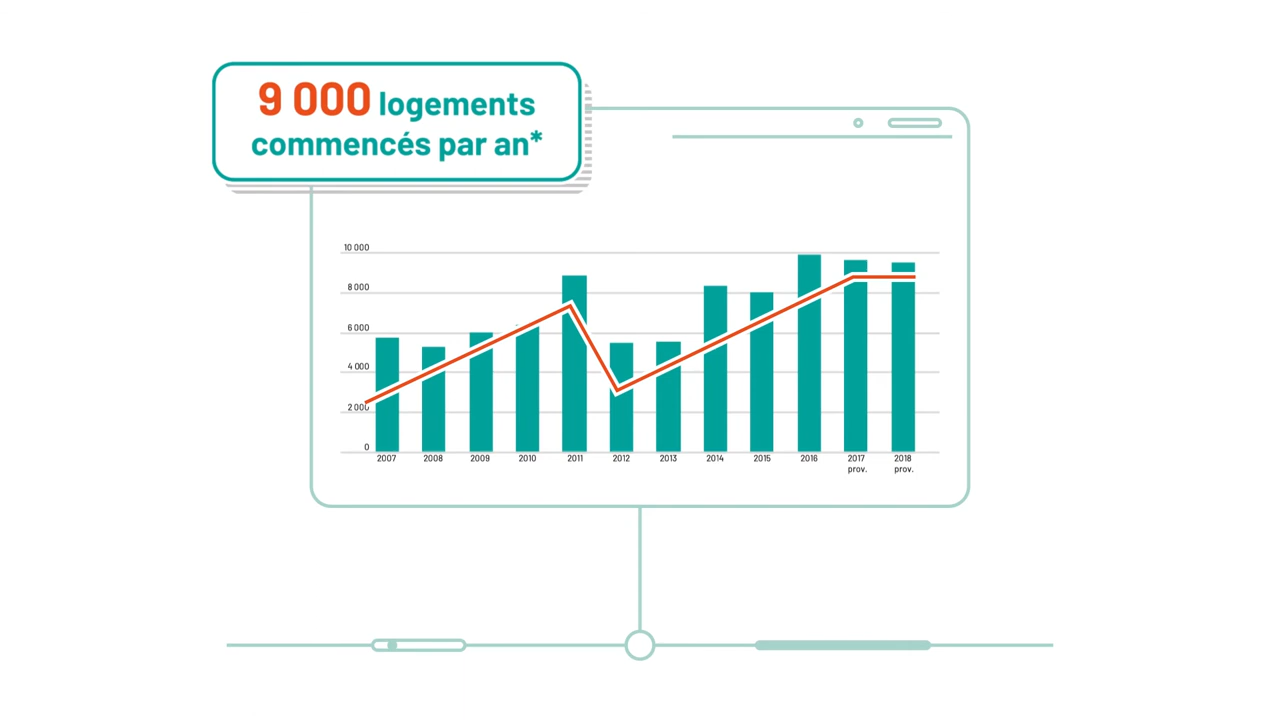 9 000 logements
commencés par an*
10 000
8 000
6 000
4 000
2 000
0
2007 2008 2009 2010 2011 2012 2013 2014 2015 2016 2017 2018
prov. prov.